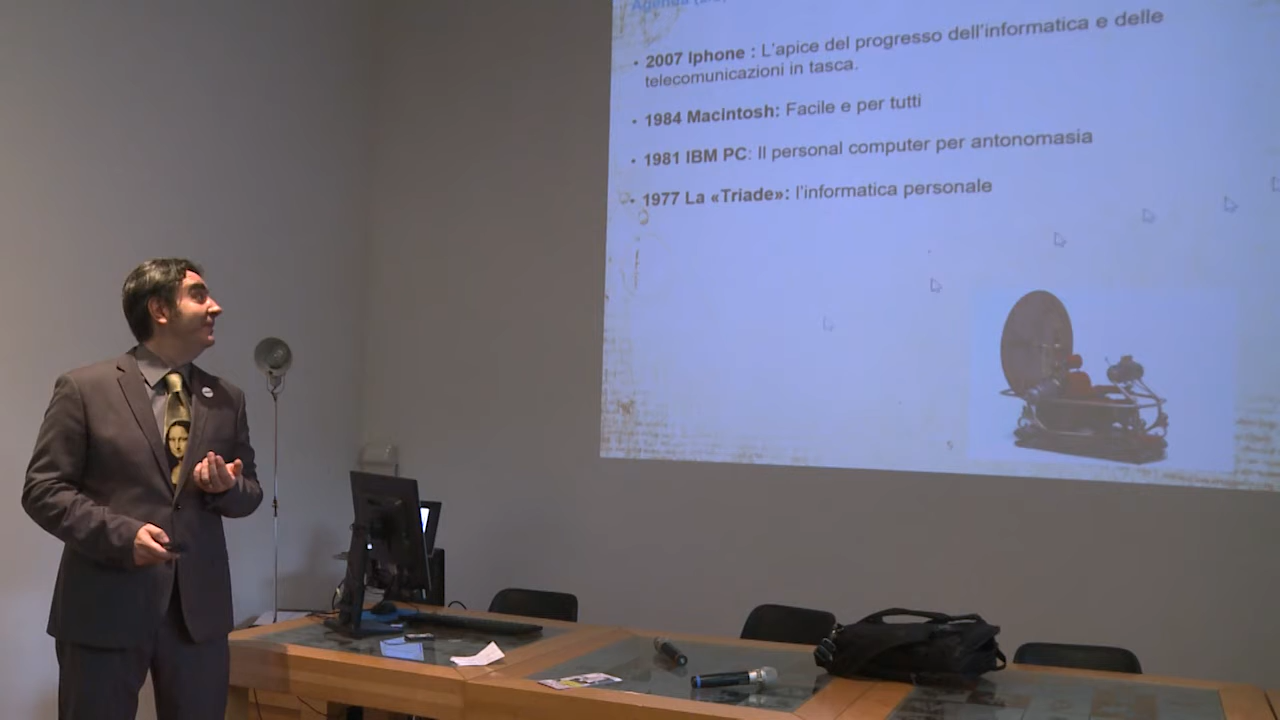 Agenda
• 2007 Iphone : L'apice del progresso dell'informatica e delle
telecomunicazioni in tasca.
• 1984 Macintosh: Facile e per tutti
• 1981 IBM PC: Il personal computer per antonomasia
• 1977 La «Triade»: l'informatica personale